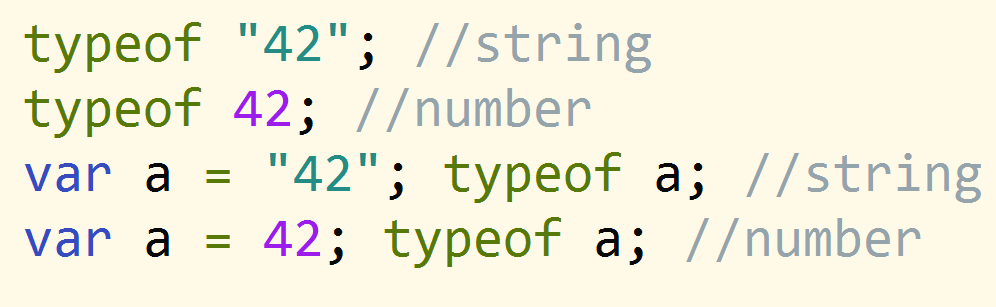 typeof "42"; //string
typeof 42; //number
var a = "42"; typeof a; //string
var a = 42; typeof a; //number